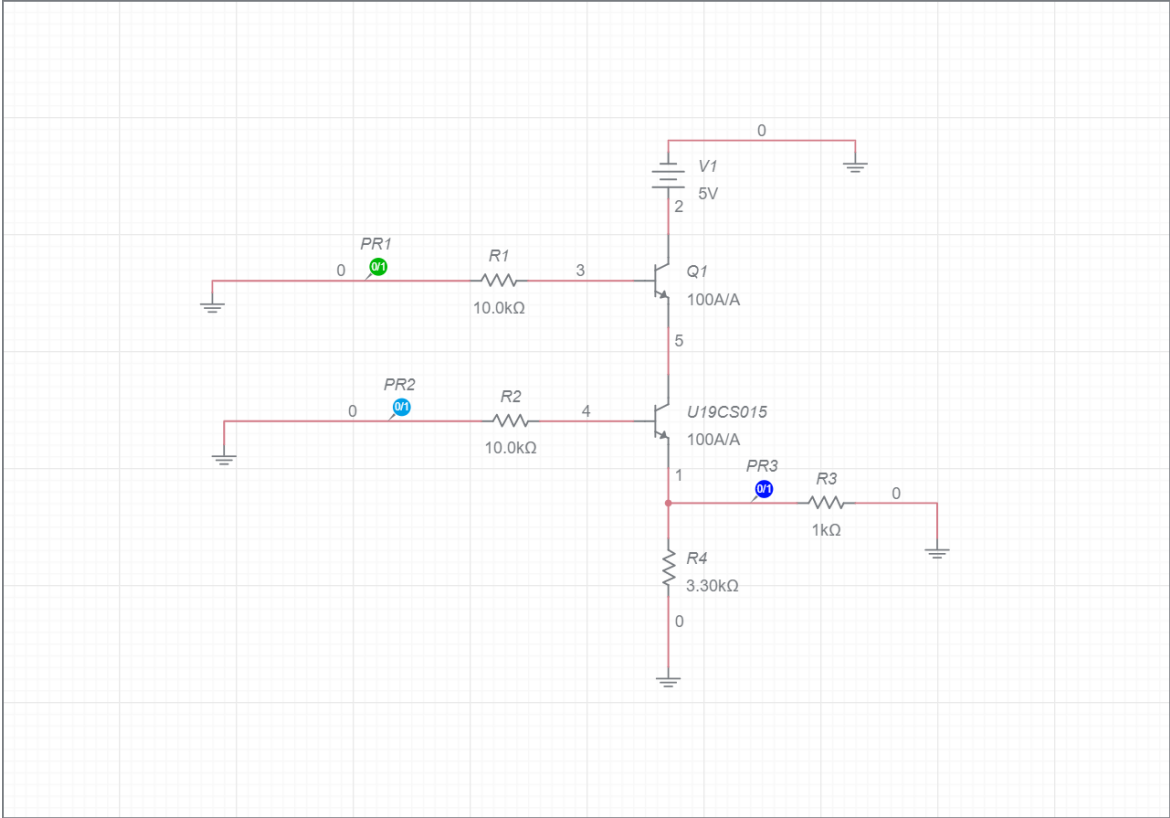 0
V1
5V
2
PR1
0/1
0
R1
3
10.0kΩ
Q1
100A/A
5
PR2
0/1
0
R2
4
10.0kΩ
U19CS015
100A/A
1
PR3
0/1
R3
0
1kΩ
R4
3.30kΩ
0